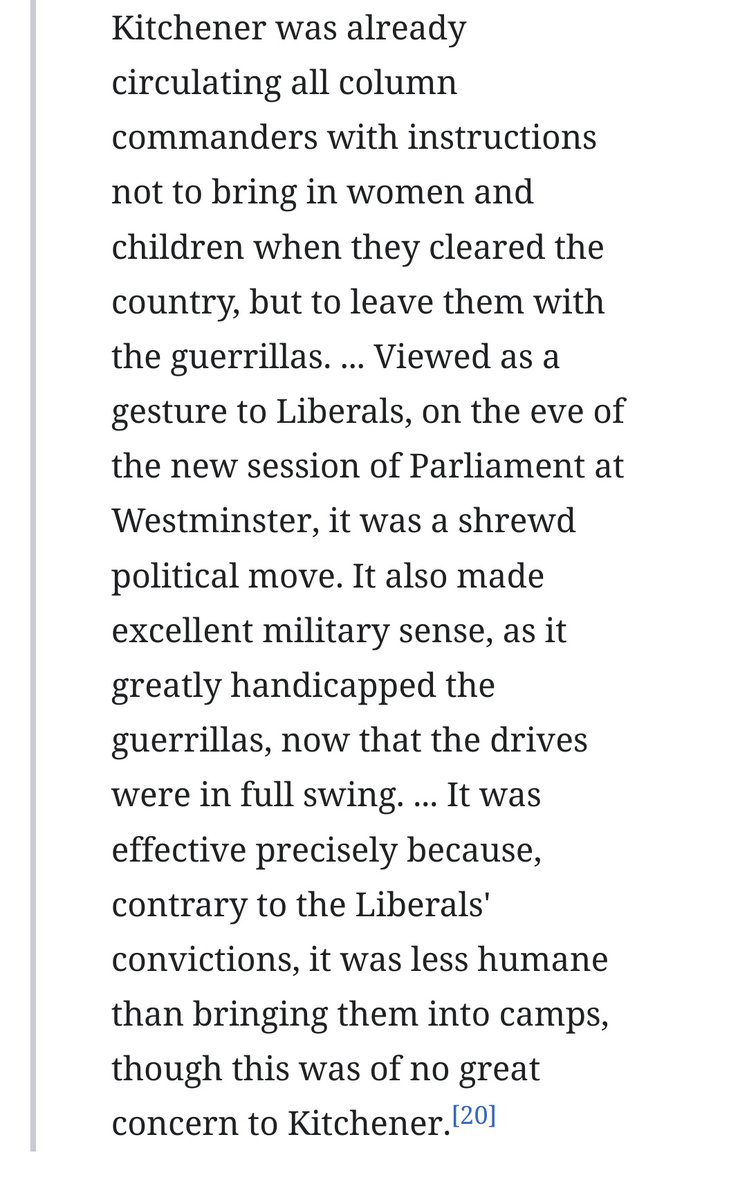 Kitchener was already
circulating all column
commanders with instructions
not to bring in women and
children when they cleared the
country, but to leave them with
the guerrillas. ... Viewed as a
gesture to Liberals, on the eve of
the new session of Parliament at
Westminster, it was a shrewd
political move. It also made
excellent military sense, as it
greatly handicapped the
guerrillas, now that the drives
were in full swing. ... It was
effective precisely because,
contrary to the Liberals'
convictions, it was less humane
than bringing them into camps,
though this was of no great
concern to Kitchener.[20]